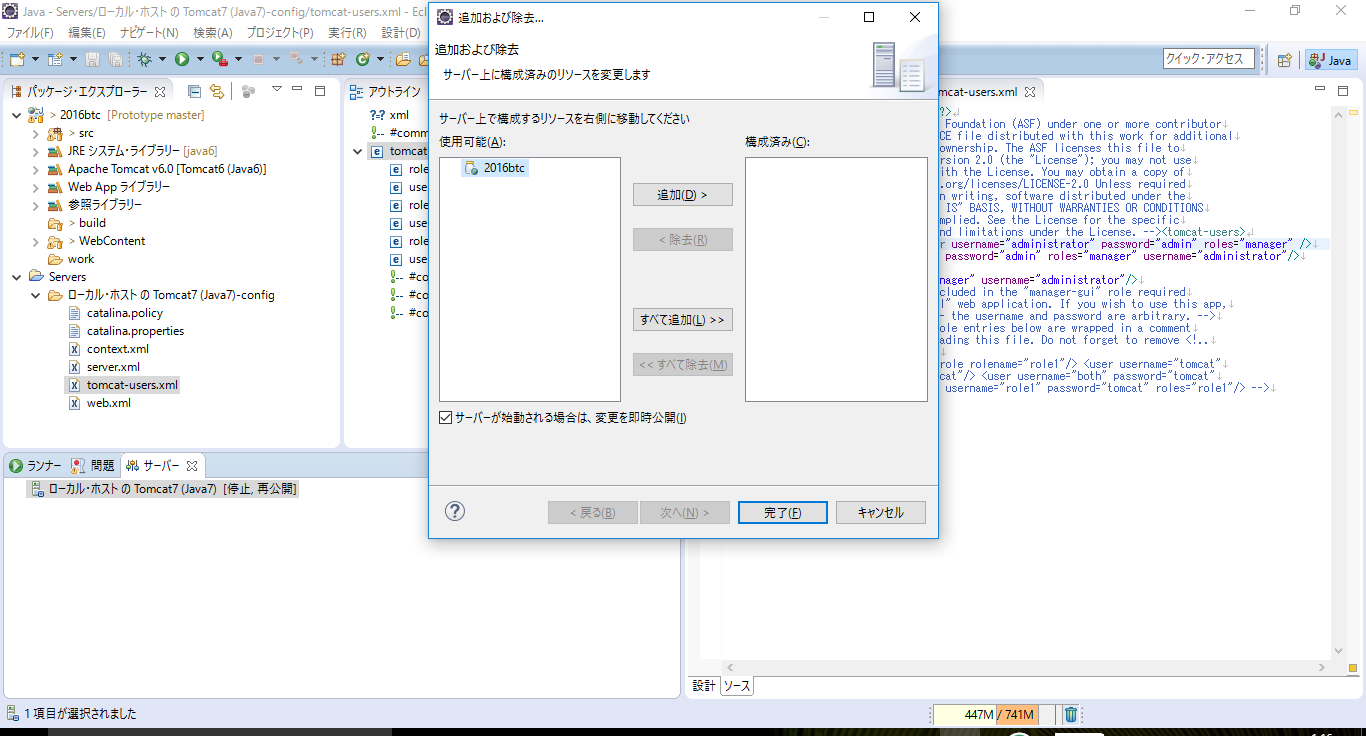 Java - Servers/ローカル・ホスト の Tomcat7 (Java7)-config/tomcat-users.xml - Ecl
ファイル(F) 編集(E) ナビゲート(N) 検索(A) プロジェクト(P) 実行(R) 設計(D)
クイック・アクセス
Java
パッケージ・エクスプローラー
> 2016btc [Prototype master]
> src
JRE システム・ライブラリー [java6]
Apache Tomcat v6.0 [Tomcat6 (Java6)]
Web App ライブラリー
参照ライブラリー
> build
> WebContent
work
Servers
ローカル・ホスト の Tomcat7 (Java7)-config
catalina.policy
catalina.properties
context.xml
server.xml
tomcat-users.xml
web.xml
アウトライン
?=? xml
#comm
tomcat
role
use
role
use
role
use
#co
#co
#co
追加および除去...
追加および除去
サーバー上に構成済みのリソースを変更します
サーバー上で構成するリソースを右側に移動してください
使用可能(A):
構成済み(C):
2016btc
追加(D) >
< 除去(R)
すべて追加(L) >>
<< すべて除去(M)
サーバーが始動される場合は、変更を即時公開(I)
< 戻る(B)
次へ(N) >
完了(F)
キャンセル
mcat-users.xml
?>↓
Foundation (ASF) under one or more contributor↓
CE file distributed with this work for additional↓
ownership. The ASF licenses this file to↓
rsion 2.0 (the "License"); you may not use↓
ith the License. You may obtain a copy of↓
.org/licenses/LICENSE-2.0 Unless required↓
n writing, software distributed under the↓
IS" BASIS, WITHOUT WARRANTIES OR CONDITIONS↓
mplied. See the License for the specific↓
nd limitations under the License. --><tomcat-users>↓
r username="administrator" password="admin" roles="manager" />↓
password="admin" roles="manager" username="administrator"/>↓
nager" username="administrator"/>↓
cluded in the "manager-gui" role required↓
l" web application. If you wish to use this app,↓
- the username and password are arbitrary. -->↓
ole entries below are wrapped in a comment↓
ading this file. Do not forget to remove <!..↓
↓
role rolename="role1"/> <user username="tomcat"↓
cat"/> <user username="both" password="tomcat"↓
username="role1" password="tomcat" roles="role1"/> -->↓
設計 ソース
ランナー 問題 サーバー
ローカル・ホスト の Tomcat7 (Java7) [停止, 再公開]
1 項目が選択されました
447M / 741M